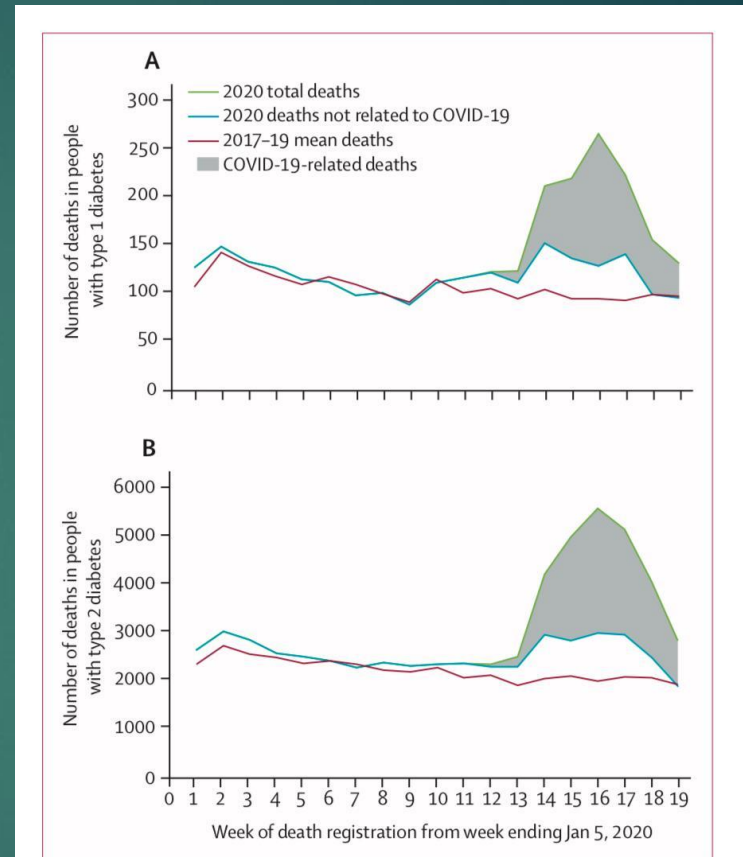 A
2020 total deaths
2020 deaths not related to COVID-19
2017–19 mean deaths
COVID-19-related deaths
Number of deaths in people
with type 1 diabetes
300
250
200
150
100
50
0
B
Number of deaths in people
with type 2 diabetes
6000
5000
4000
3000
2000
1000
0
0 1 2 3 4 5 6 7 8 9 10 11 12 13 14 15 16 17 18 19
Week of death registration from week ending Jan 5, 2020